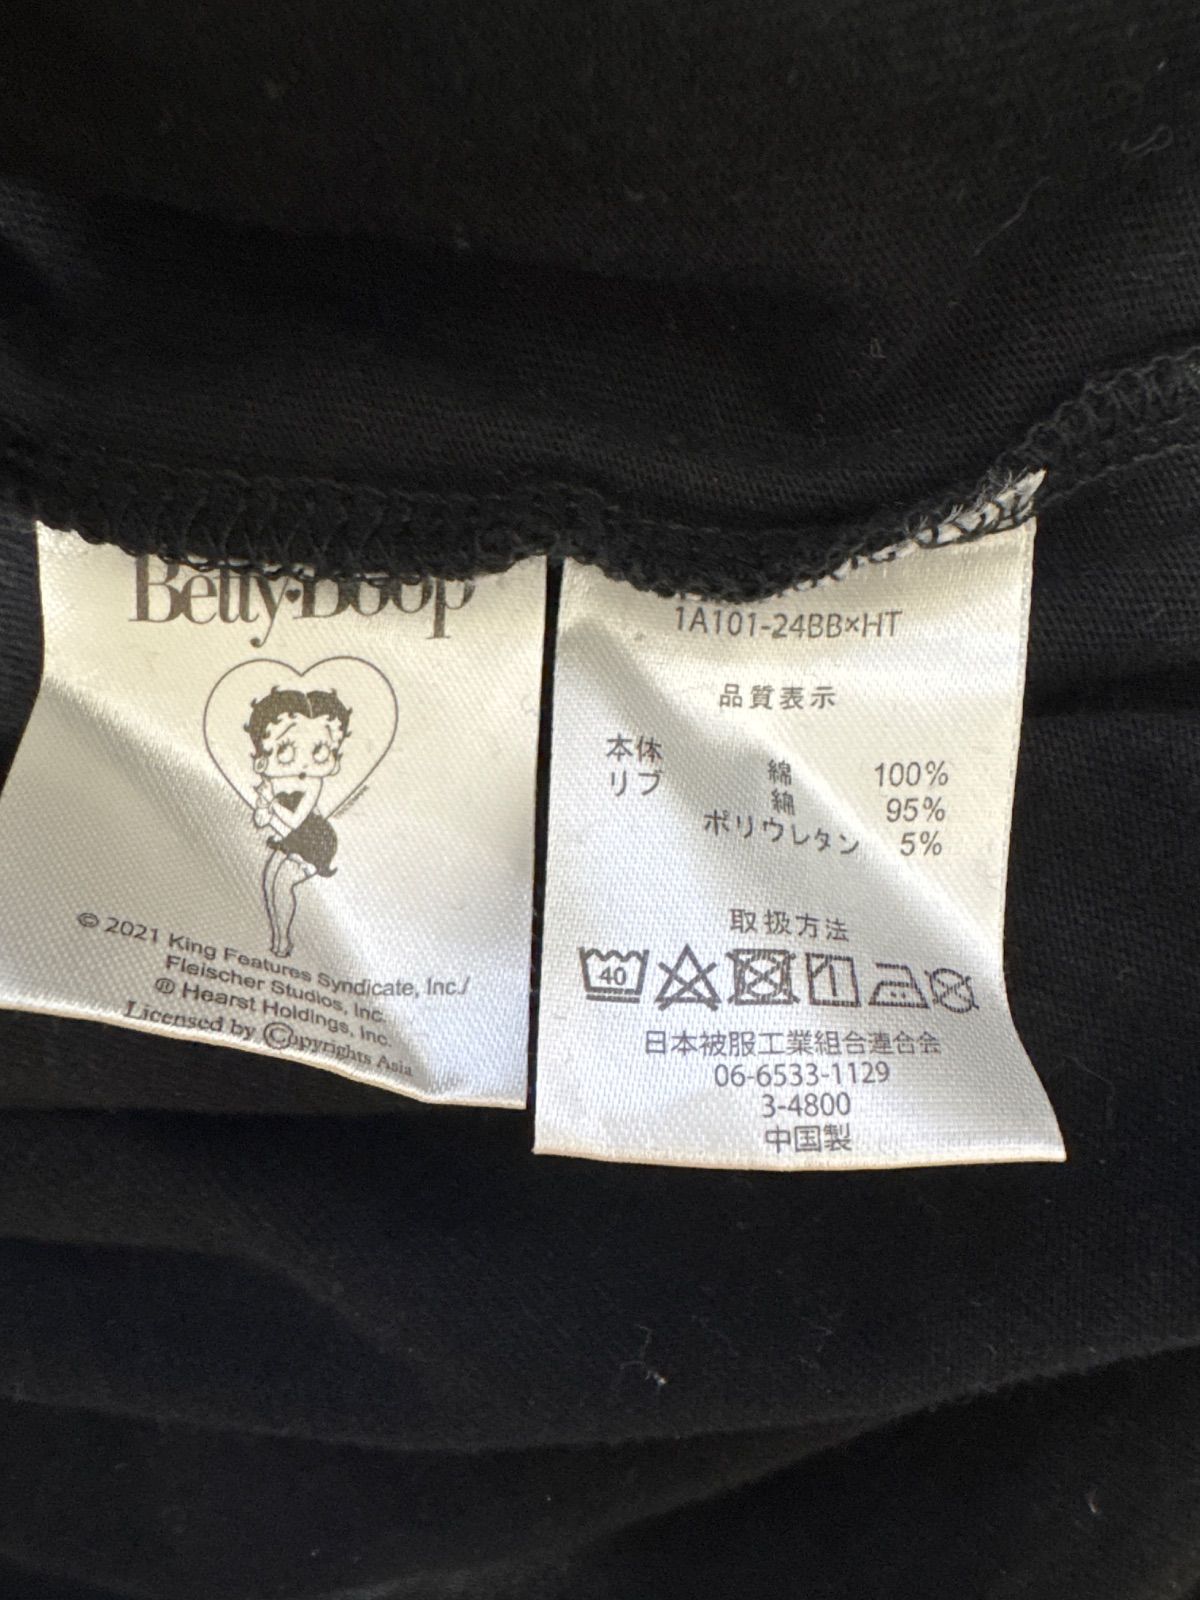 Betty Boop
© 2021 King Features Syndicate, Inc./
Fleischer Studios, Inc.
® Hearst Holdings, Inc.
Licensed by ©opyrights Asia
1A101-24BB×HT
品質表示
本体 綿 100%
リブ 綿 95%
ポリウレタン 5%
取扱方法
40
日本被服工業組合連合会
06-6533-1129
3-4800
中国製